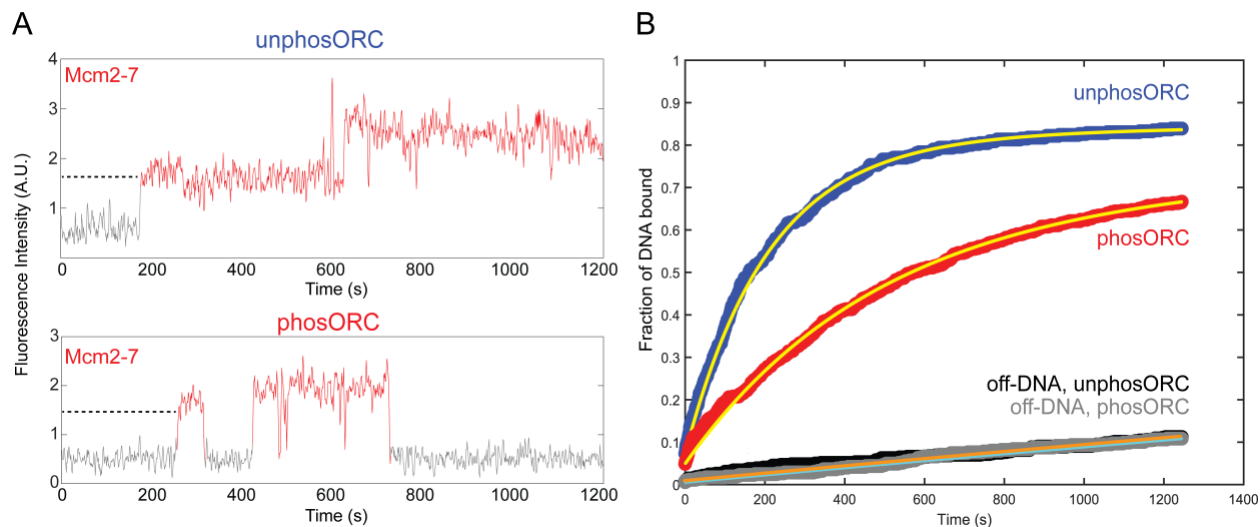 A
unphosORC
Mcm2-7
4
3
2
1
0
0 200 400 600 800 1000 1200
Time (s)
Fluorescence Intensity (A.U.)
phosORC
Mcm2-7
3
2
1
0
0 200 400 600 800 1000 1200
Time (s)
B
1
0.9
0.8
0.7
0.6
0.5
0.4
0.3
0.2
0.1
0
Fraction of DNA bound
unphosORC
phosORC
off-DNA, unphosORC
off-DNA, phosORC
0 200 400 600 800 1000 1200 1400
Time (s)